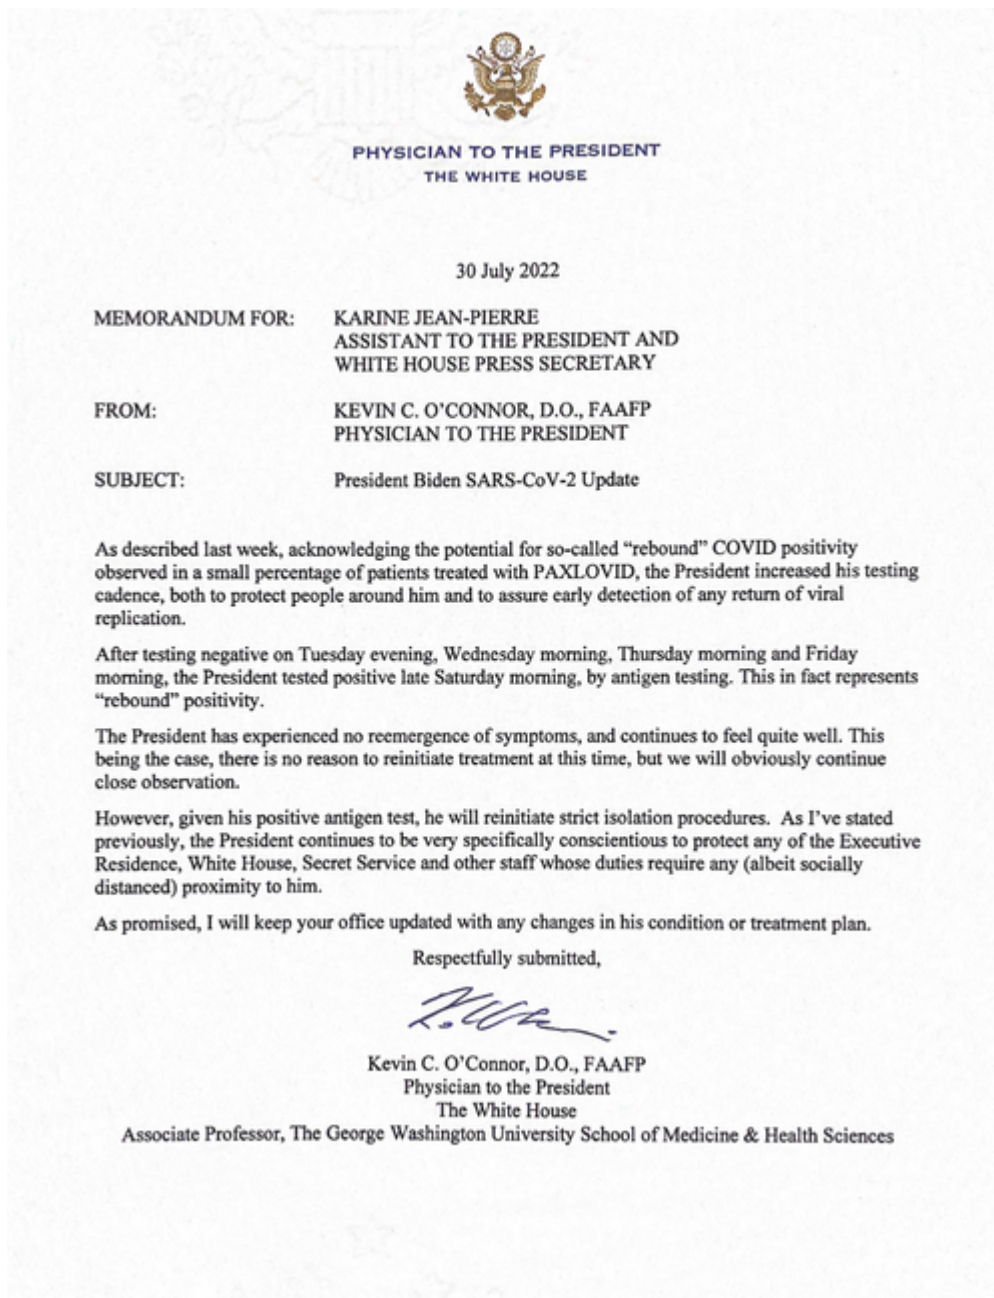 PHYSICIAN TO THE PRESIDENT
THE WHITE HOUSE
30 July 2022
MEMORANDUM FOR: KARINE JEAN-PIERRE
ASSISTANT TO THE PRESIDENT AND
WHITE HOUSE PRESS SECRETARY
FROM: KEVIN C. O'CONNOR, D.O., FAAFP
PHYSICIAN TO THE PRESIDENT
SUBJECT: President Biden SARS-CoV-2 Update
As described last week, acknowledging the potential for so-called "rebound" COVID positivity
observed in a small percentage of patients treated with PAXLOVID, the President increased his testing
cadence, both to protect people around him and to assure early detection of any return of viral
replication.
After testing negative on Tuesday evening, Wednesday morning, Thursday morning and Friday
morning, the President tested positive late Saturday morning, by antigen testing. This in fact represents
"rebound" positivity.
The President has experienced no reemergence of symptoms, and continues to feel quite well. This
being the case, there is no reason to reinitiate treatment at this time, but we will obviously continue
close observation.
However, given his positive antigen test, he will reinitiate strict isolation procedures. As I've stated
previously, the President continues to be very specifically conscientious to protect any of the Executive
Residence, White House, Secret Service and other staff whose duties require any (albeit socially
distanced) proximity to him.
As promised, I will keep your office updated with any changes in his condition or treatment plan.
Respectfully submitted,
Kevin C. O'Connor, D.O., FAAFP
Physician to the President
The White House
Associate Professor, The George Washington University School of Medicine & Health Sciences